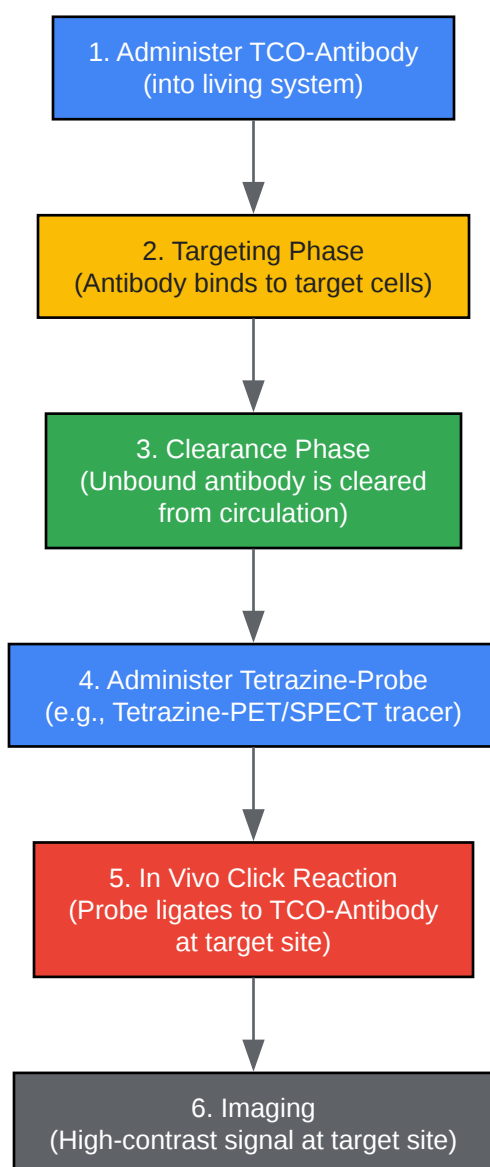 1. Administer TCO-Antibody
(into living system)
2. Targeting Phase
(Antibody binds to target cells)
3. Clearance Phase
(Unbound antibody is cleared
from circulation)
4. Administer Tetrazine-Probe
(e.g., Tetrazine-PET/SPECT tracer)
5. In Vivo Click Reaction
(Probe ligates to TCO-Antibody
at target site)
6. Imaging
(High-contrast signal at target site)